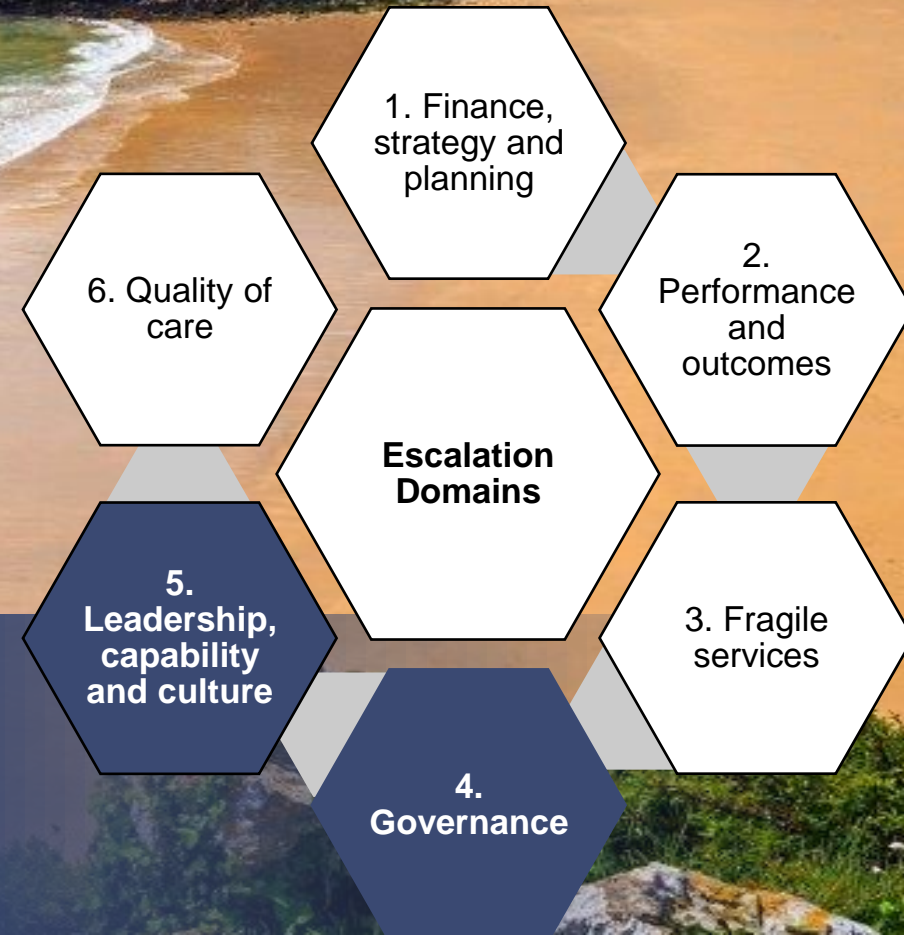 1. Finance,
strategy and
planning
2.
Performance
and
outcomes
3. Fragile
services
4.
Governance
5.
Leadership,
capability
and culture
6. Quality of
care
Escalation
Domains